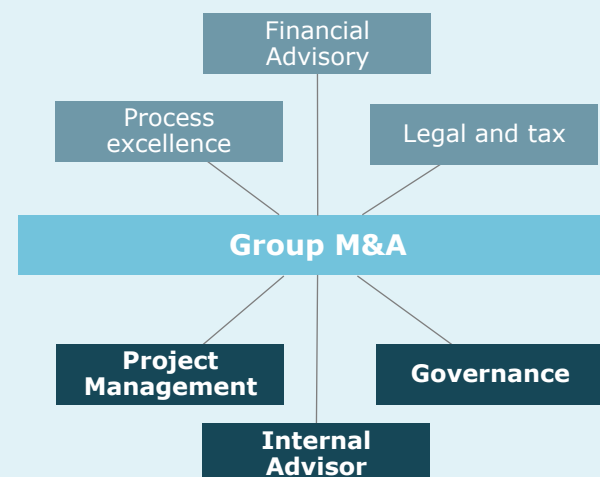 Financial
Advisory
Process
excellence
Legal and tax
Group M&A
Project
Management
Governance
Internal
Advisor